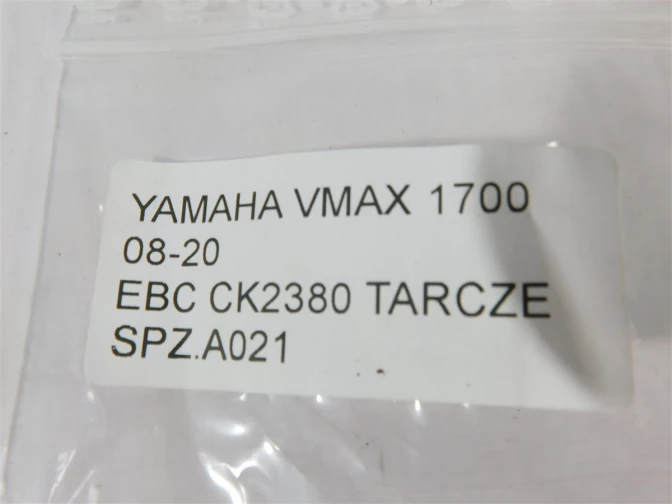 YAMAHA VMAX 1700
08-20
EBC CK2380 TARCZE
SPZ.A021